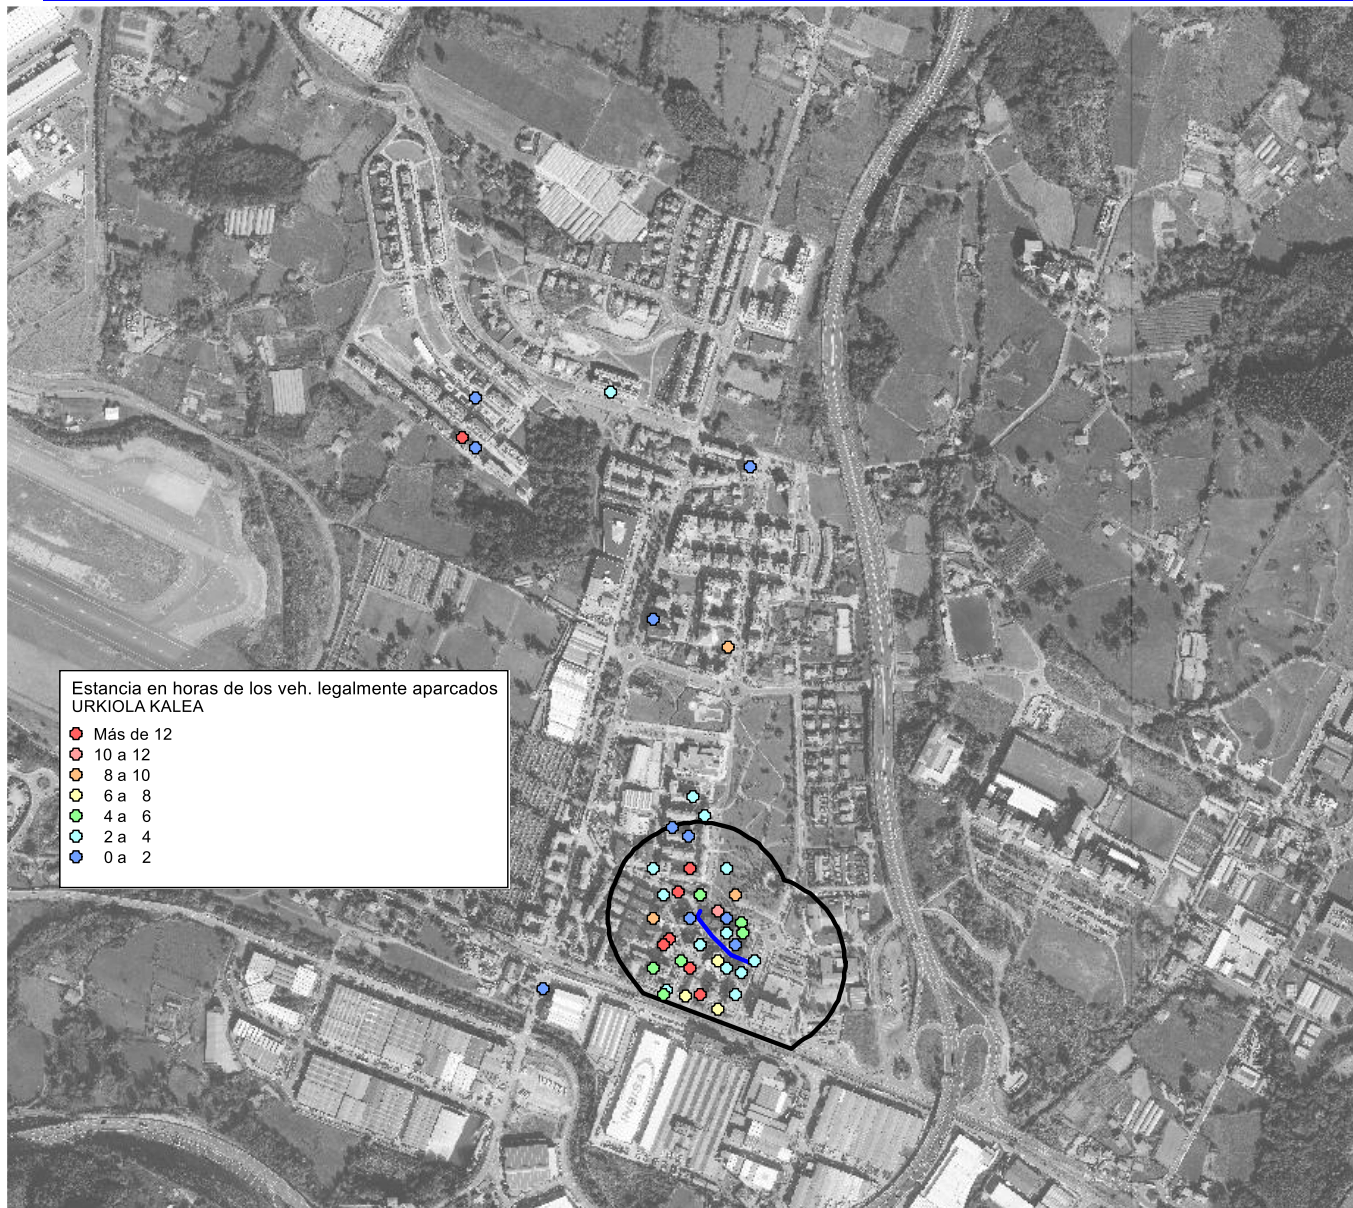 Estancia en horas de los veh. legalmente aparcados
URKIOLA KALEA
Más de 12
10 a 12
8 a 10
6 a 8
4 a 6
2 a 4
0 a 2